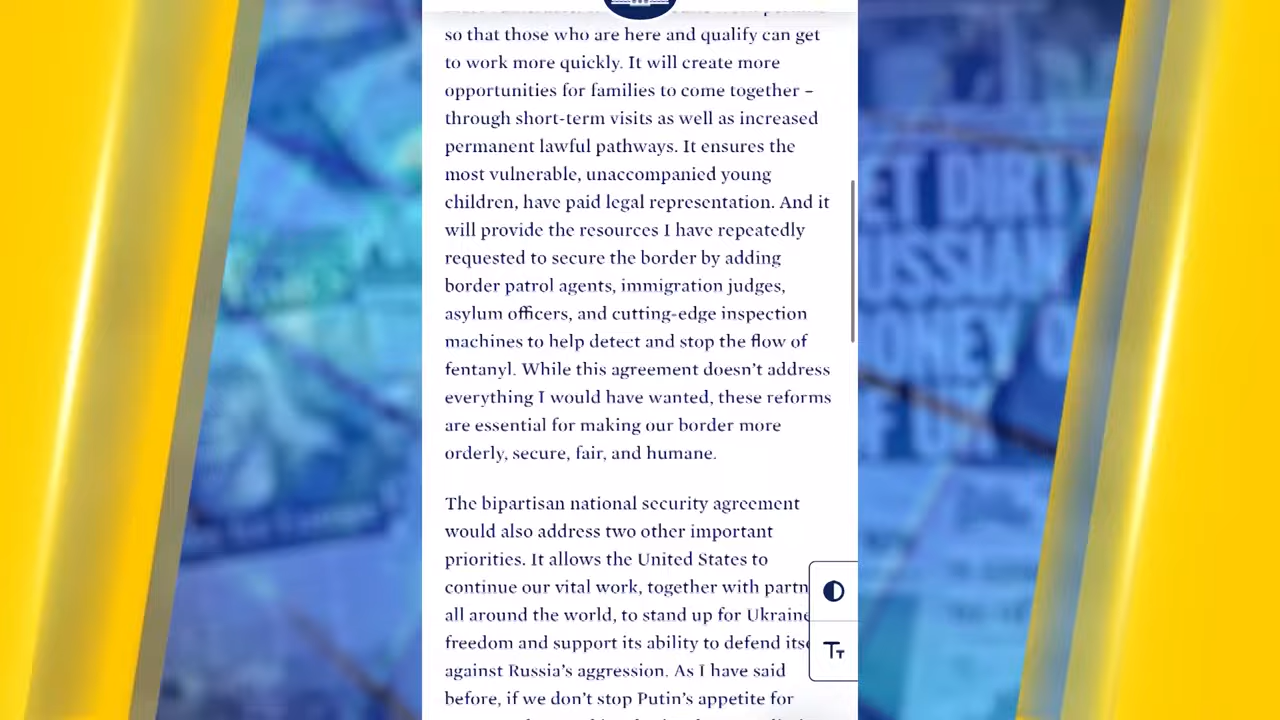 so that those who are here and qualify can get
to work more quickly. It will create more
opportunities for families to come together –
through short-term visits as well as increased
permanent lawful pathways. It ensures the
most vulnerable, unaccompanied young
children, have paid legal representation. And it
will provide the resources I have repeatedly
requested to secure the border by adding
border patrol agents, immigration judges,
asylum officers, and cutting-edge inspection
machines to help detect and stop the flow of
fentanyl. While this agreement doesn’t address
everything I would have wanted, these reforms
are essential for making our border more
orderly, secure, fair, and humane.
The bipartisan national security agreement
would also address two other important
priorities. It allows the United States to
continue our vital work, together with partn
all around the world, to stand up for Ukraine
freedom and support its ability to defend itse
against Russia’s aggression. As I have said
before, if we don’t stop Putin’s appetite for
TT
ET DIRTY
USSIAN
ONEY O
F UK